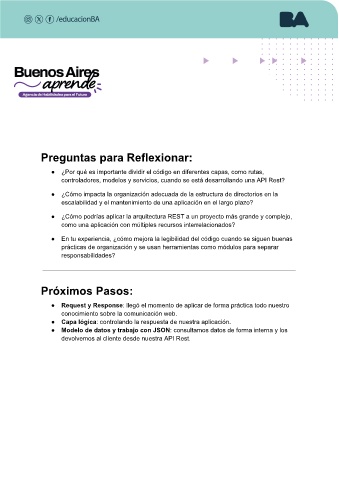 /educacionBA
BA
Buenos Aires
aprende
Agencia de Habilidades para el Futuro
Preguntas para Reflexionar:
● ¿Por qué es importante dividir el código en diferentes capas, como rutas,
controladores, modelos y servicios, cuando se está desarrollando una API Rest?
● ¿Cómo impacta la organización adecuada de la estructura de directorios en la
escalabilidad y el mantenimiento de una aplicación en el largo plazo?
● ¿Cómo podrías aplicar la arquitectura REST a un proyecto más grande y complejo,
como una aplicación con múltiples recursos interrelacionados?
● En tu experiencia, ¿cómo mejora la legibilidad del código cuando se siguen buenas
prácticas de organización y se usan herramientas como módulos para separar
responsabilidades?
Próximos Pasos:
● Request y Response: llegó el momento de aplicar de forma práctica todo nuestro
conocimiento sobre la comunicación web.
● Capa lógica: controlando la respuesta de nuestra aplicación.
● Modelo de datos y trabajo con JSON: consultamos datos de forma interna y los
devolvemos al cliente desde nuestra API Rest.